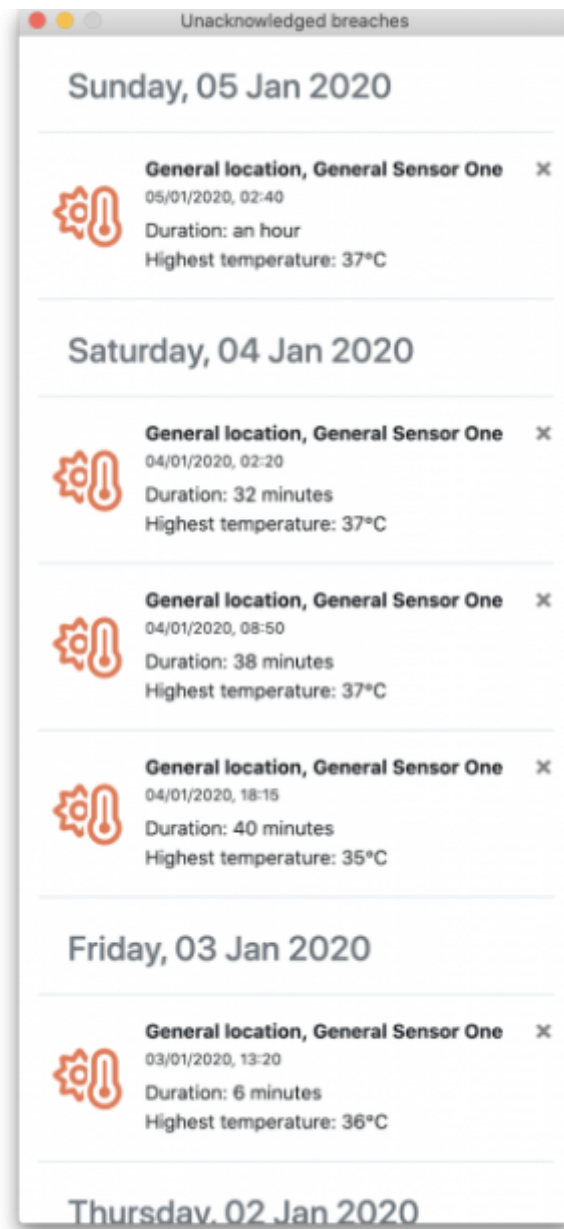 Unacknowledged breaches
Sunday, 05 Jan 2020
General location, General Sensor One
05/01/2020, 02:40
Duration: an hour
Highest temperature: 37°C
Saturday, 04 Jan 2020
General location, General Sensor One
04/01/2020, 02:20
Duration: 32 minutes
Highest temperature: 37°C
General location, General Sensor One
04/01/2020, 08:50
Duration: 38 minutes
Highest temperature: 37°C
General location, General Sensor One
04/01/2020, 18:15
Duration: 40 minutes
Highest temperature: 35°C
Friday, 03 Jan 2020
General location, General Sensor One
03/01/2020, 13:20
Duration: 6 minutes
Highest temperature: 36°C
Thursday, 02 Jan 2020